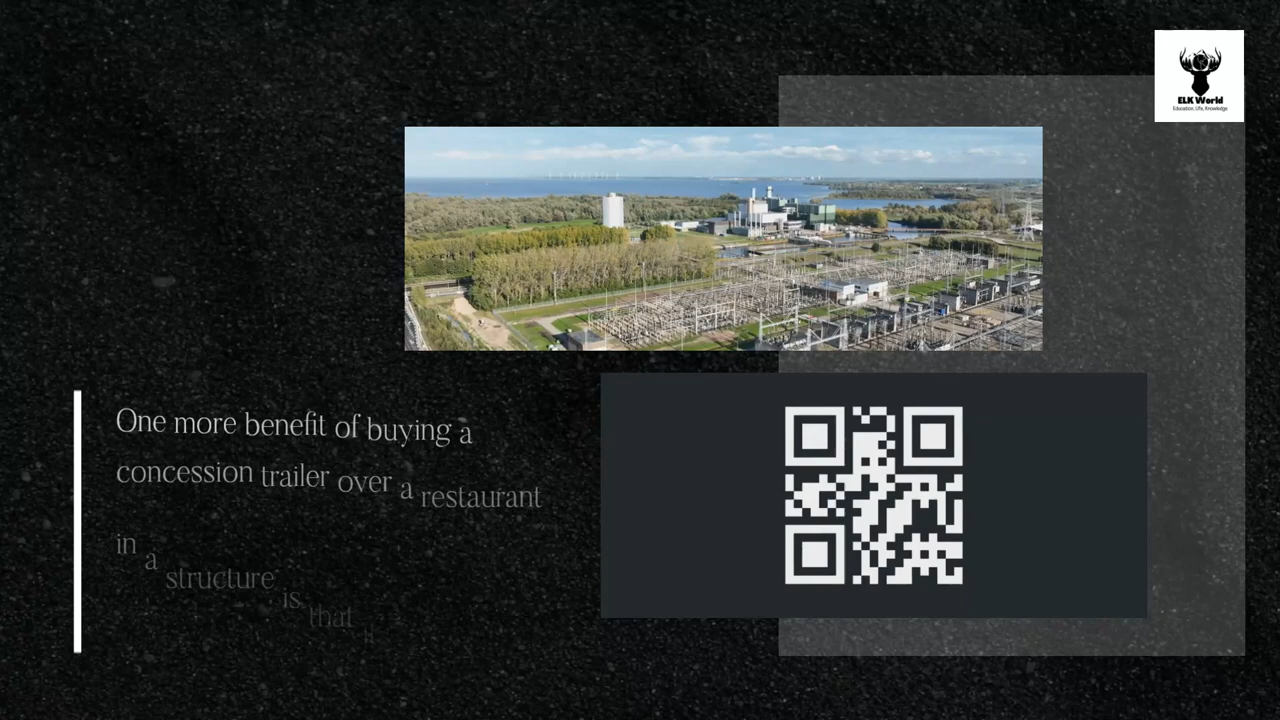 ELK World
Education, Life, Knowledge
One more benefit of buying a
concession trailer over a restaurant
in a structure is that